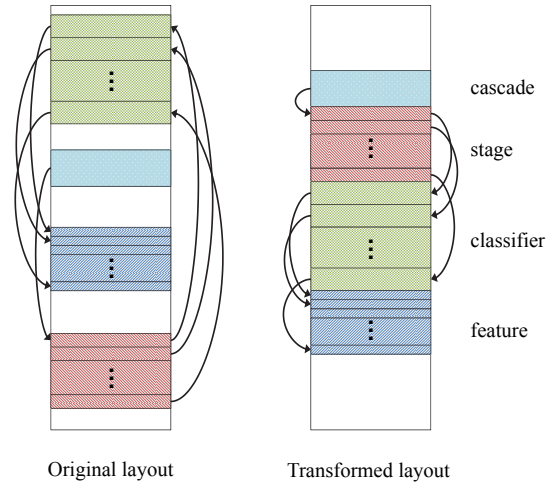 cascade
stage
classifier
feature
Original layout
Transformed layout